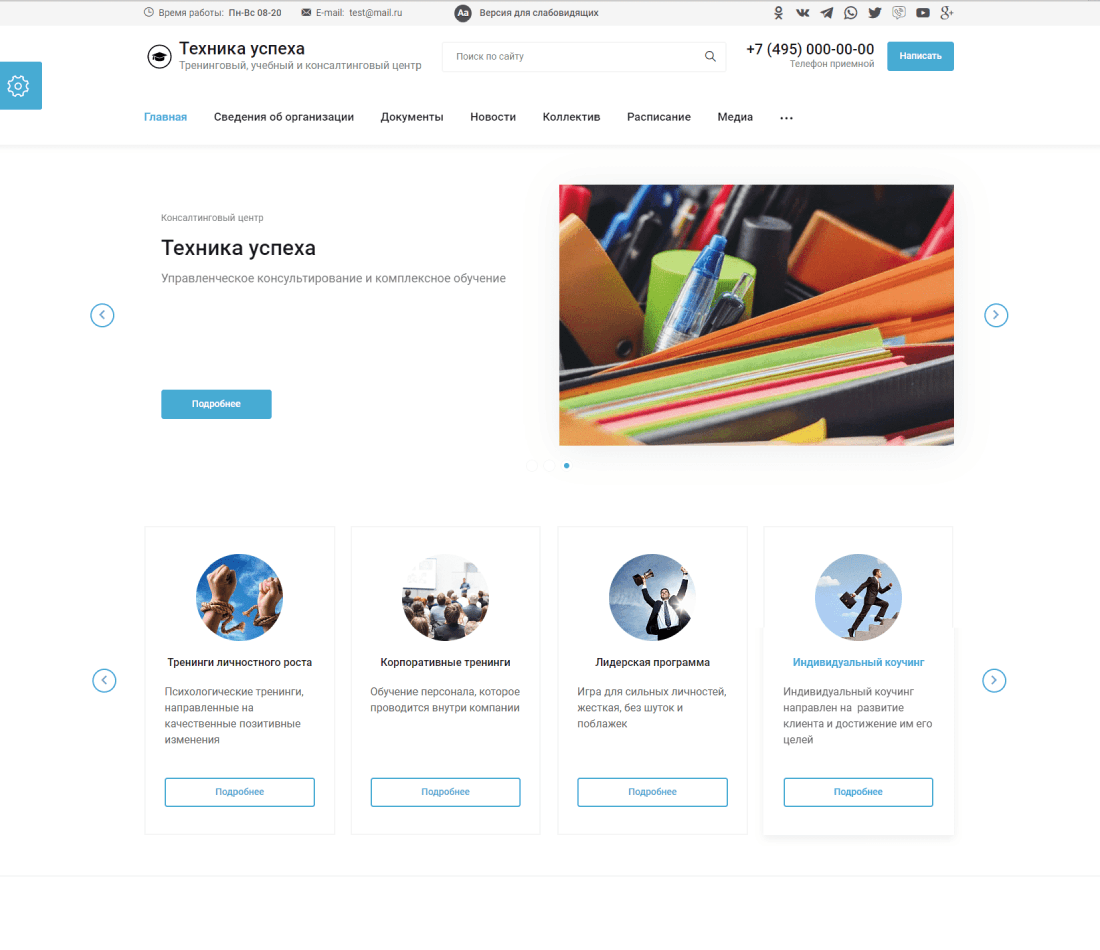 Время работы: Пн-Вс 08-20 E-mail: test@mail.ru Aa Версия для слабовидящих
Техника успеха
Тренинговый, учебный и консалтинговый центр
Поиск по сайту
+7 (495) 000-00-00
Телефон приемной
Написать
Главная Сведения об организации Документы Новости Коллектив Расписание Медиа ...
Консалтинговый центр
Техника успеха
Управленческое консультирование и комплексное обучение
Подробнее
Тренинги личностного роста
Психологические тренинги,
направленные на
качественные позитивные
изменения
Подробнее
Корпоративные тренинги
Обучение персонала, которое
проводится внутри компании
Подробнее
Лидерская программа
Игра для сильных личностей,
жесткая, без шуток и
поблажек
Подробнее
Индивидуальный коучинг
Индивидуальный коучинг
направлен на развитие
клиента и достижение им его
целей
Подробнее